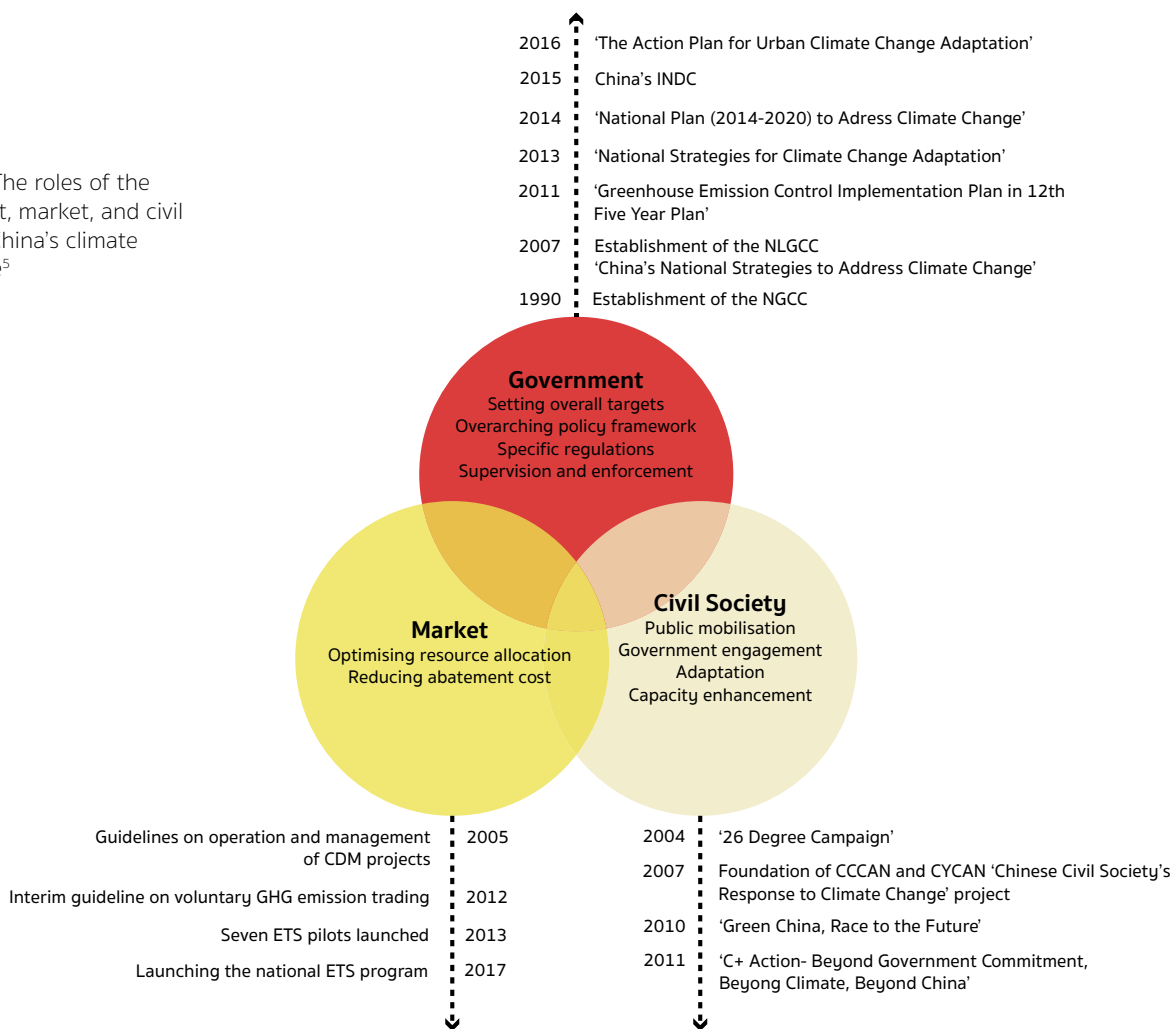 2016 ‘The Action Plan for Urban Climate Change Adaptation’
2015 China’s INDC
2014 ‘National Plan (2014-2020) to Adress Climate Change’
2013 ‘National Strategies for Climate Change Adaptation’
2011 ‘Greenhouse Emission Control Implementation Plan in 12th
Five Year Plan’
2007 Establishment of the NLGCC
‘China’s National Strategies to Address Climate Change’
1990 Establishment of the NGCC
The roles of the
market, and civil
China’s climate
5
Government
Setting overall targets
Overarching policy framework
Specific regulations
Supervision and enforcement
Market
Optimising resource allocation
Reducing abatement cost
Civil Society
Public mobilisation
Government engagement
Adaptation
Capacity enhancement
Guidelines on operation and management 2005
of CDM projects
Interim guideline on voluntary GHG emission trading 2012
Seven ETS pilots launched 2013
Launching the national ETS program 2017
2004 ‘26 Degree Campaign’
2007 Foundation of CCCAN and CYCAN ‘Chinese Civil Society’s
Response to Climate Change’ project
2010 ‘Green China, Race to the Future’
2011 ‘C+ Action- Beyond Government Commitment,
Beyong Climate, Beyond China’